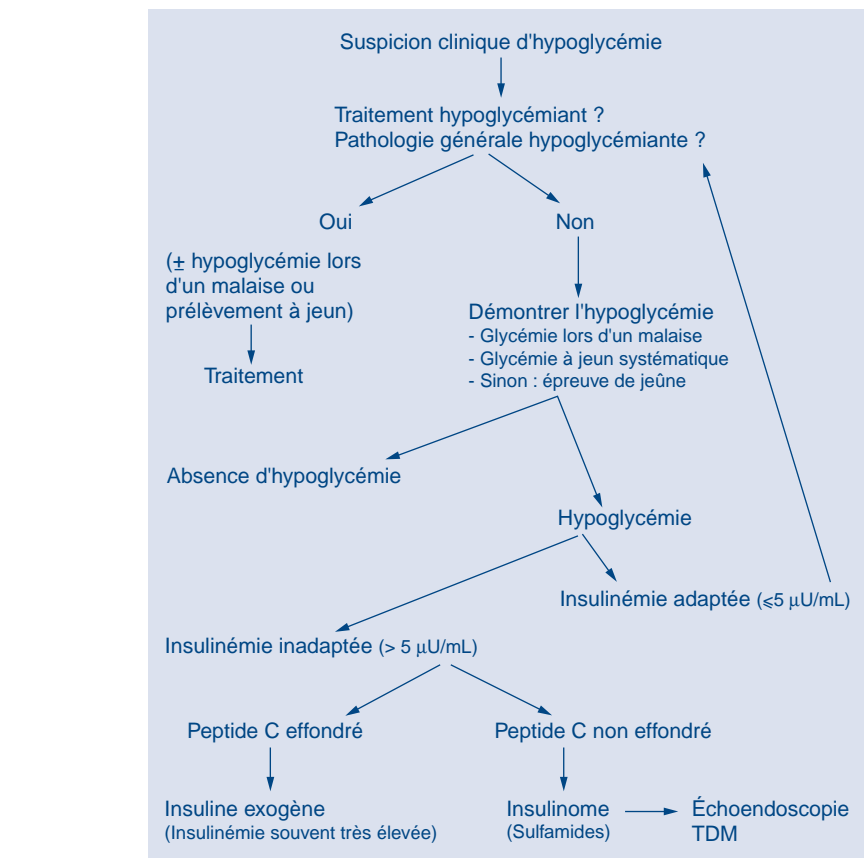 Suspicion clinique d'hypoglycémie
Traitement hypoglycémiant ?
Pathologie générale hypoglycémiante ?
Oui
Non
(± hypoglycémie lors
d'un malaise ou
prélèvement à jeun)
Traitement
Démontrer l'hypoglycémie
- Glycémie lors d'un malaise
- Glycémie à jeun systématique
- Sinon : épreuve de jeûne
Absence d'hypoglycémie
Hypoglycémie
Insulinémie adaptée (⩽5 µU/mL)
Insulinémie inadaptée (> 5 µU/mL)
Peptide C effondré
Peptide C non effondré
Insuline exogène
(Insulinémie souvent très élevée)
Insulinome
(Sulfamides)
Échoendoscopie
TDM